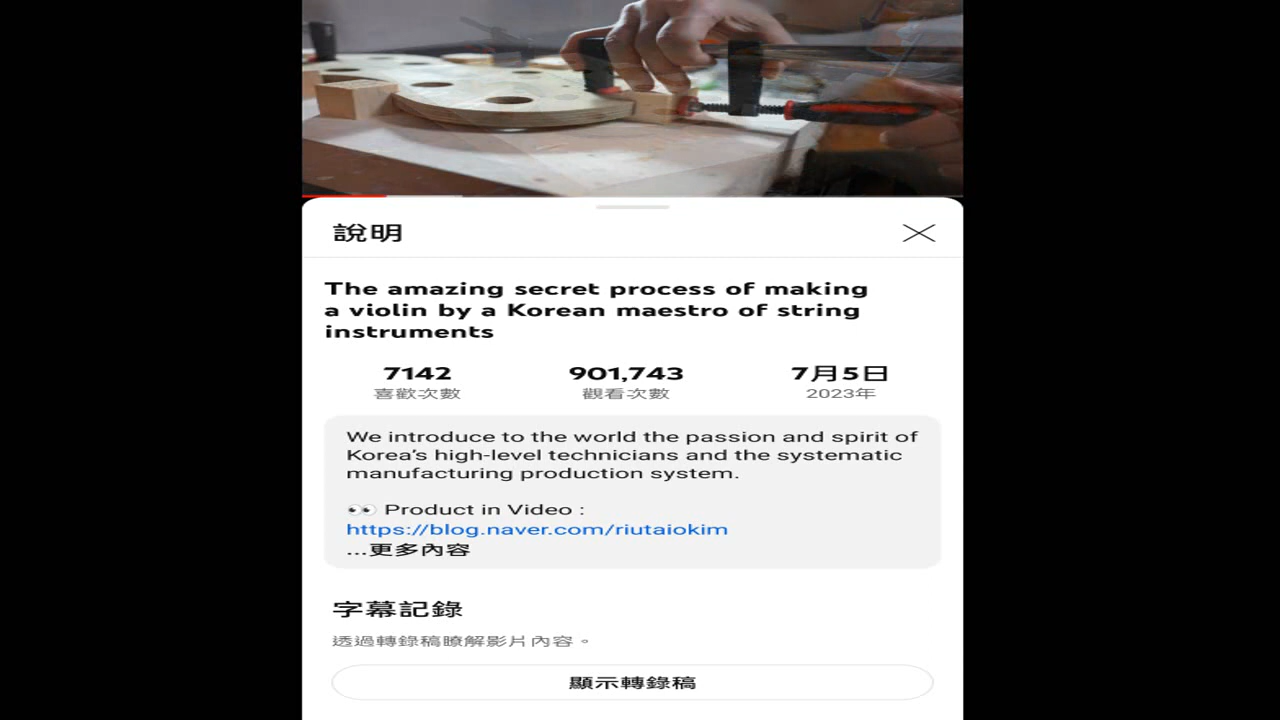 說明
The amazing secret process of making
a violin by a Korean maestro of string
instruments
7142 901,743 7月5日
喜歡次數 觀看次數 2023年
We introduce to the world the passion and spirit of
Korea's high-level technicians and the systematic
manufacturing production system.
👀 Product in Video :
https://blog.naver.com/riutaiokim
...更多內容
字幕記錄
透過轉錄稿瞭解影片內容。
顯示轉錄稿